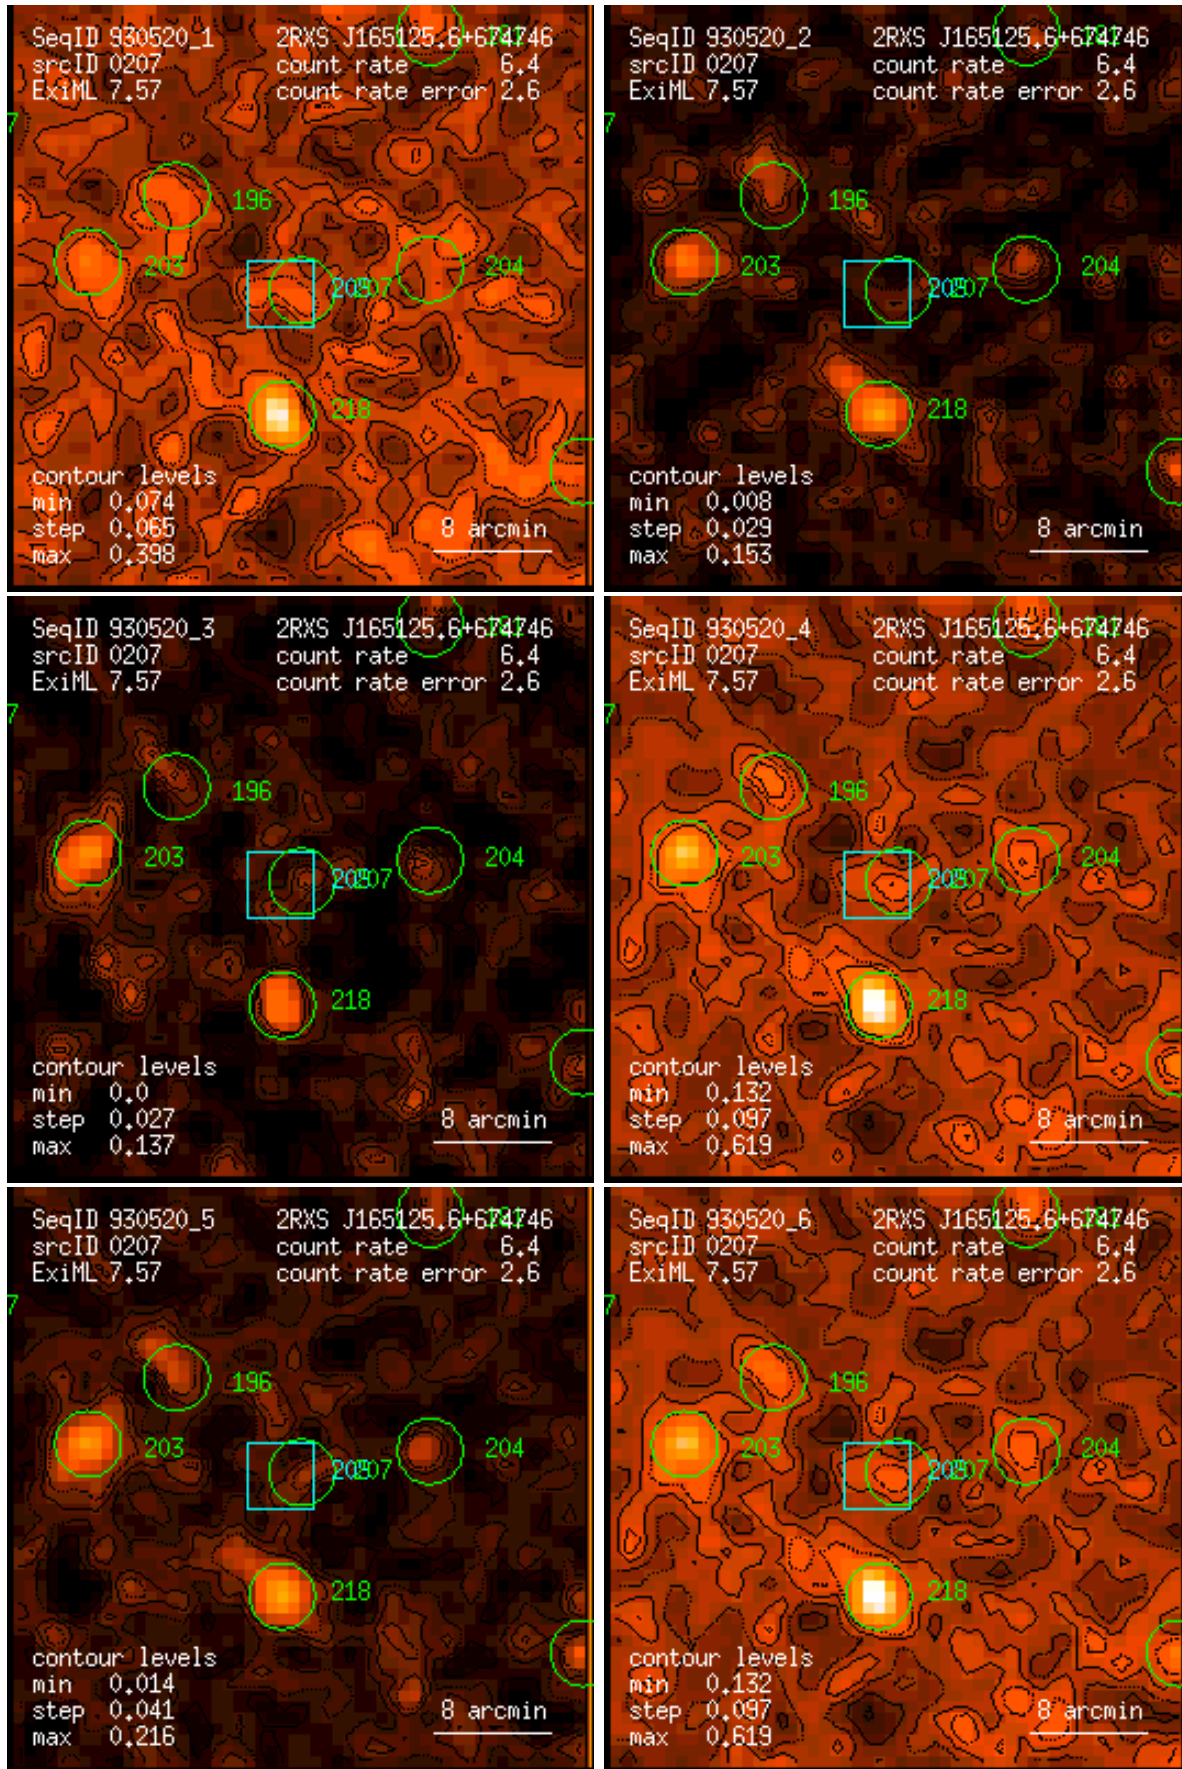 SeqID 930520_1 2RXS J165125.6+674746
srcID 0207 count rate 6.4
ExiML 7.57 count rate error 2.6
7
196
203
204
207
218
contour levels
min 0.074
step 0.065
max 0.398
8 arcmin
SeqID 930520_2 2RXS J165125.6+674746
srcID 0207 count rate 6.4
ExiML 7.57 count rate error 2.6
7
196
203
204
207
218
contour levels
min 0.008
step 0.029
max 0.153
8 arcmin
SeqID 930520_3 2RXS J165125.6+674746
srcID 0207 count rate 6.4
ExiML 7.57 count rate error 2.6
196
203
204
207
218
contour levels
min 0.0
step 0.027
max 0.137
8 arcmin
SeqID 930520_4 2RXS J165125.6+674746
srcID 0207 count rate 6.4
ExiML 7.57 count rate error 2.6
7
196
203
204
207
218
contour levels
min 0.132
step 0.097
max 0.619
8 arcmin
SeqID 930520_5 2RXS J165125.6+674746
srcID 0207 count rate 6.4
ExiML 7.57 count rate error 2.6
7
196
203
204
207
218
contour levels
min 0.014
step 0.041
max 0.216
8 arcmin
SeqID 930520_6 2RXS J165125.6+674746
srcID 0207 count rate 6.4
ExiML 7.57 count rate error 2.6
7
196
203
204
207
218
contour levels
min 0.132
step 0.097
max 0.619
8 arcmin